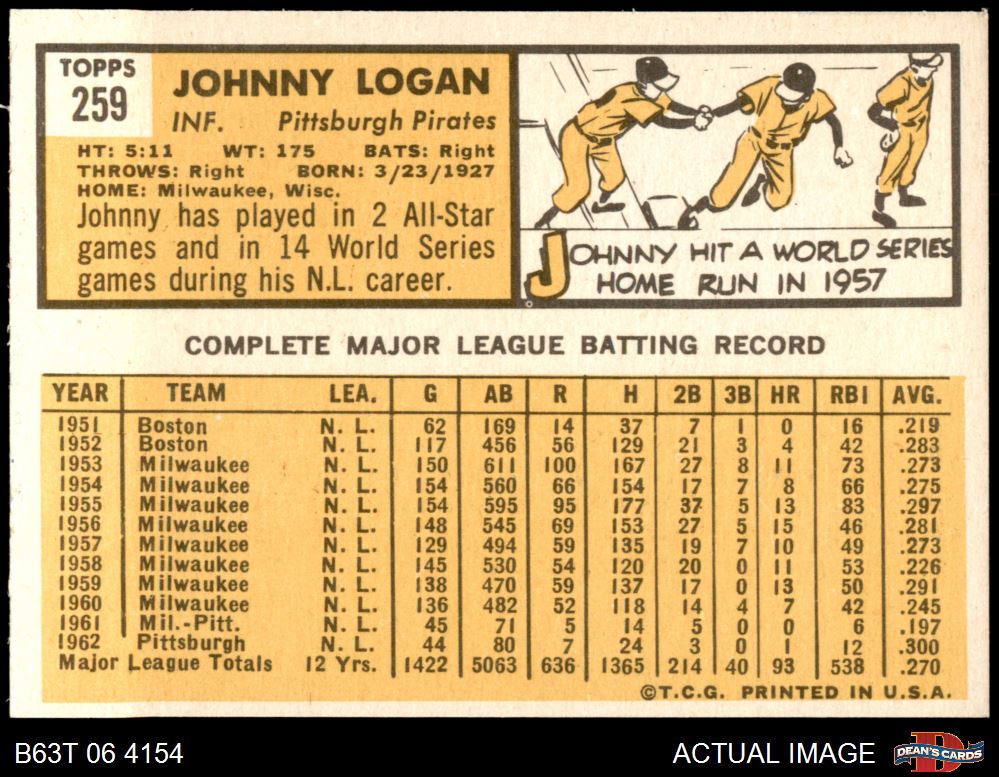 TOPPS
259
JOHNNY LOGAN
INF. Pittsburgh Pirates
HT: 5:11 WT: 175 BATS: Right
THROWS: Right BORN: 3/23/1927
HOME: Milwaukee, Wisc.
Johnny has played in 2 All-Star
games and in 14 World Series
games during his N.L. career.
JOHNNY HIT A WORLD SERIES
HOME RUN IN 1957
COMPLETE MAJOR LEAGUE BATTING RECORD
YEAR TEAM LEA. G AB R H 2B 3B HR RBI AVG.
1951 Boston N. L. 62 169 14 37 7 1 0 16 .219
1952 Boston N. L. 117 456 56 129 21 3 4 42 .283
1953 Milwaukee N. L. 150 611 100 167 27 8 11 73 .273
1954 Milwaukee N. L. 154 560 66 154 17 7 8 66 .275
1955 Milwaukee N. L. 154 595 95 177 37 5 13 83 .297
1956 Milwaukee N. L. 148 545 69 153 27 5 15 46 .281
1957 Milwaukee N. L. 129 494 59 135 19 7 10 49 .273
1958 Milwaukee N. L. 145 530 54 120 20 0 11 53 .226
1959 Milwaukee N. L. 138 470 59 137 17 0 13 50 .291
1960 Milwaukee N. L. 136 482 52 118 14 4 7 42 .245
1961 Mil.-Pitt. N. L. 45 71 5 14 5 0 0 6 .197
1962 Pittsburgh N. L. 44 80 7 24 3 0 1 12 .300
Major League Totals 12 Yrs. 1422 5063 636 1365 214 40 93 538 .270
©T.C.G. PRINTED IN U.S.A.
B63T 06 4154
ACTUAL IMAGE
D
DEAN'S CARDS